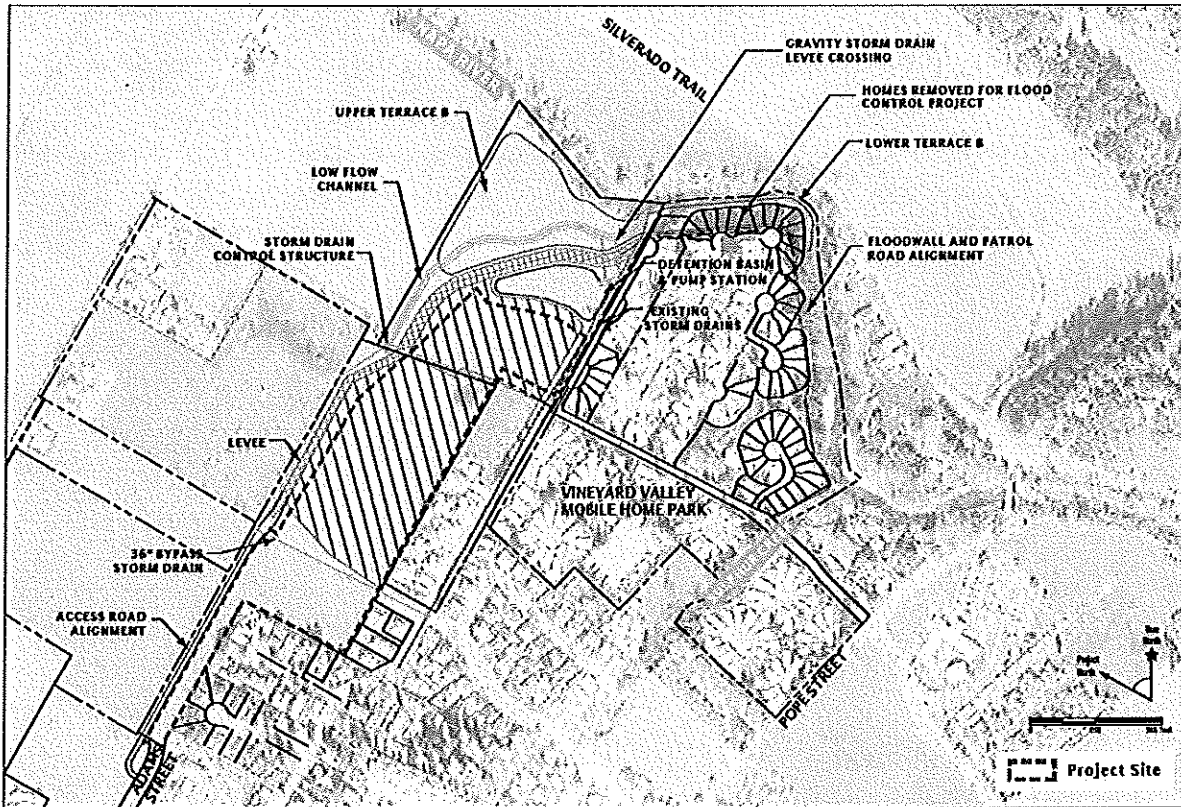 SILVERADO TRAIL
GRAVITY STORM DRAIN
LEVEE CROSSING
HOMES REMOVED FOR FLOOD
CONTROL PROJECT
UPPER TERRACE B
LOWER TERRACE B
LOW FLOW
CHANNEL
STORM DRAIN
CONTROL STRUCTURE
FLOODWALL AND PATROL
ROAD ALIGNMENT
DETENTION BASIN
& PUMP STATION
EXISTING
STORM DRAINS
LEVEE
VINEYARD VALLEY
MOBILE HOME PARK
36" BYPASS
STORM DRAIN
ACCESS ROAD
ALIGNMENT
POPE STREET
ADAMS
STREET
True
North
Project
North
0
Project Site